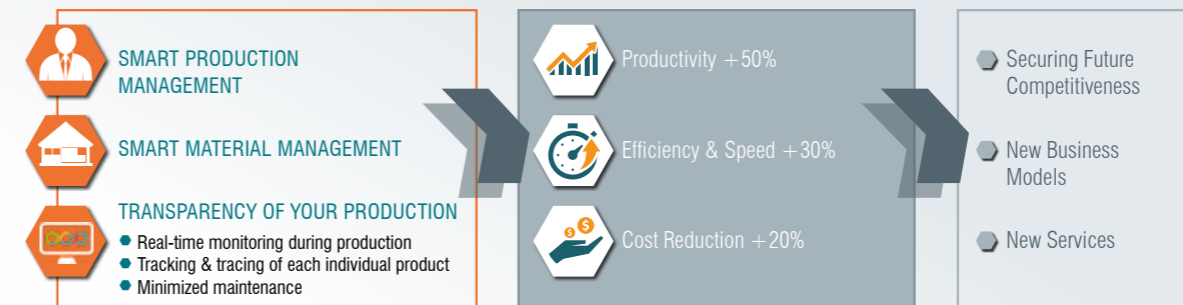 SMART PRODUCTION
MANAGEMENT
SMART MATERIAL MANAGEMENT
TRANSPARENCY OF YOUR PRODUCTION
Real-time monitoring during production
Tracking & tracing of each individual product
Minimized maintenance
Productivity +50%
Efficiency & Speed +30%
$
$
Cost Reduction +20%
Securing Future
Competitiveness
New Business
Models
New Services